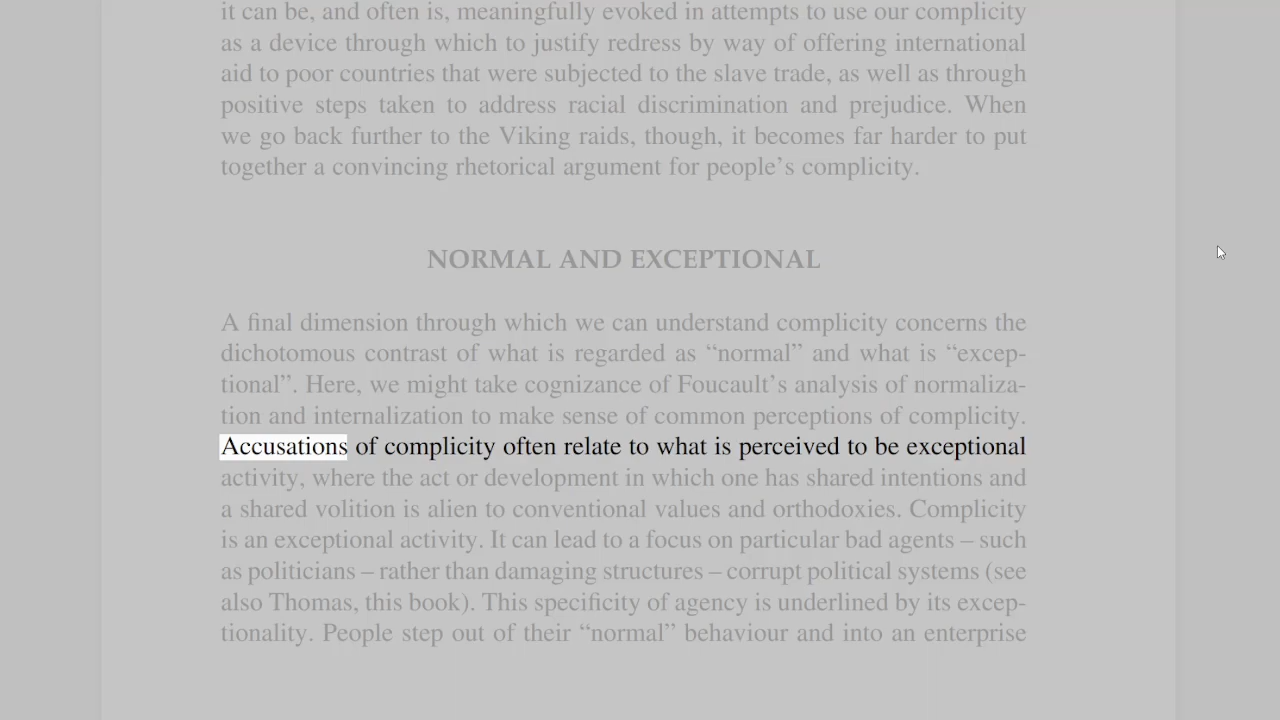 it can be, and often is, meaningfully evoked in attempts to use our complicity
as a device through which to justify redress by way of offering international
aid to poor countries that were subjected to the slave trade, as well as through
positive steps taken to address racial discrimination and prejudice. When
we go back further to the Viking raids, though, it becomes far harder to put
together a convincing rhetorical argument for people’s complicity.
NORMAL AND EXCEPTIONAL
A final dimension through which we can understand complicity concerns the
dichotomous contrast of what is regarded as “normal” and what is “excep-
tional”. Here, we might take cognizance of Foucault’s analysis of normaliza-
tion and internalization to make sense of common perceptions of complicity.
Accusations of complicity often relate to what is perceived to be exceptional
activity, where the act or development in which one has shared intentions and
a shared volition is alien to conventional values and orthodoxies. Complicity
is an exceptional activity. It can lead to a focus on particular bad agents – such
as politicians – rather than damaging structures – corrupt political systems (see
also Thomas, this book). This specificity of agency is underlined by its excep-
tionality. People step out of their “normal” behaviour and into an enterprise